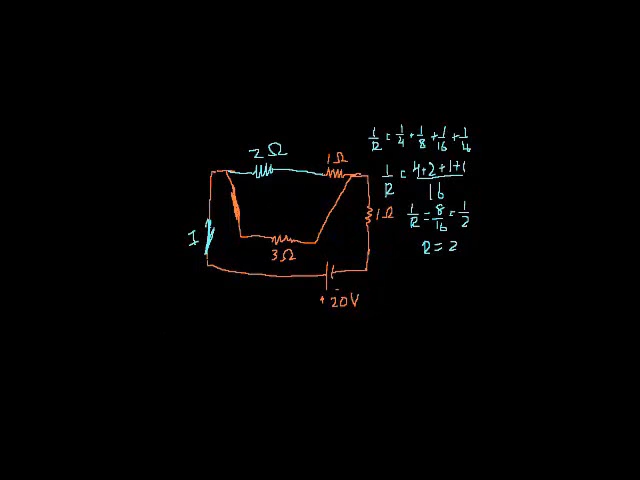 1/R = 1/4 + 1/8 + 1/16 + 1/4
2Ω
1Ω
1/R = 4+2+1+1/16
1Ω
1/R = 8/16 = 1/2
I
3Ω
R = 2
+ - 20V